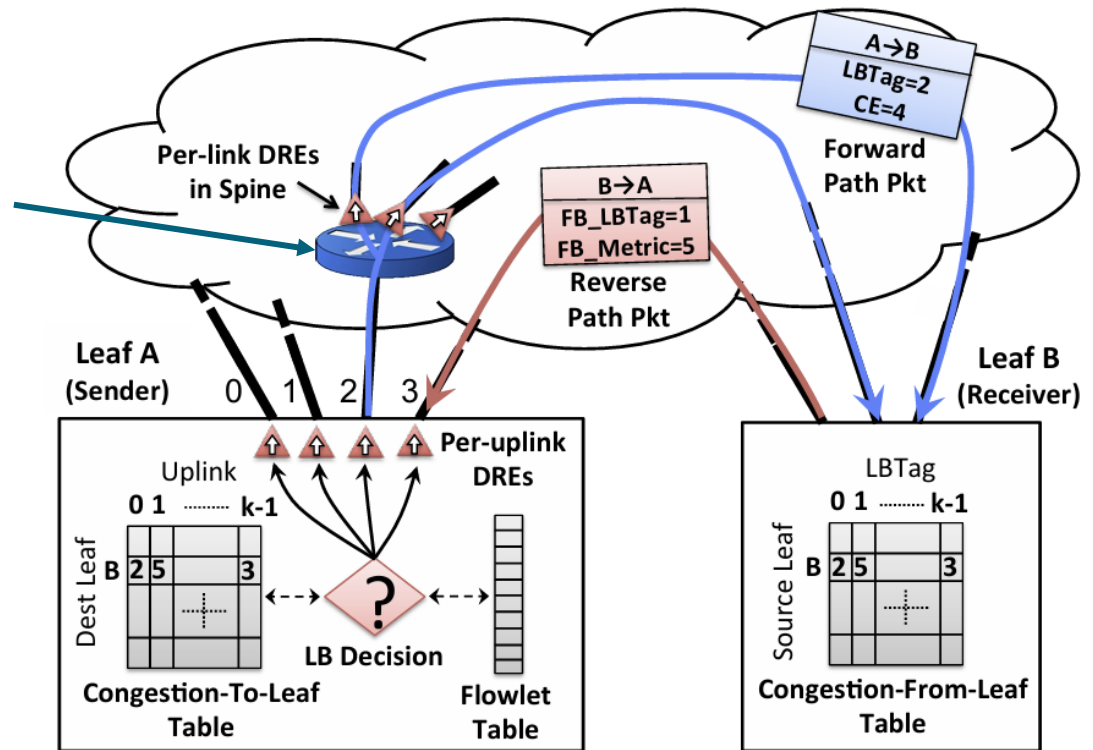 A→B
LBTag=2
CE=4
Forward
Path Pkt
Per-link DREs
in Spine
B→A
FB_LBTag=1
FB_Metric=5
Reverse
Path Pkt
Leaf A
(Sender)
0 1 2 3
Leaf B
(Receiver)
Per-uplink
DREs
Uplink
0 1 ......... k-1
Dest Leaf
B 2 5 3
?
LB Decision
Congestion-To-Leaf
Table
Flowlet
Table
LBTag
0 1 ......... k-1
Source Leaf
B 2 5 3
Congestion-From-Leaf
Table